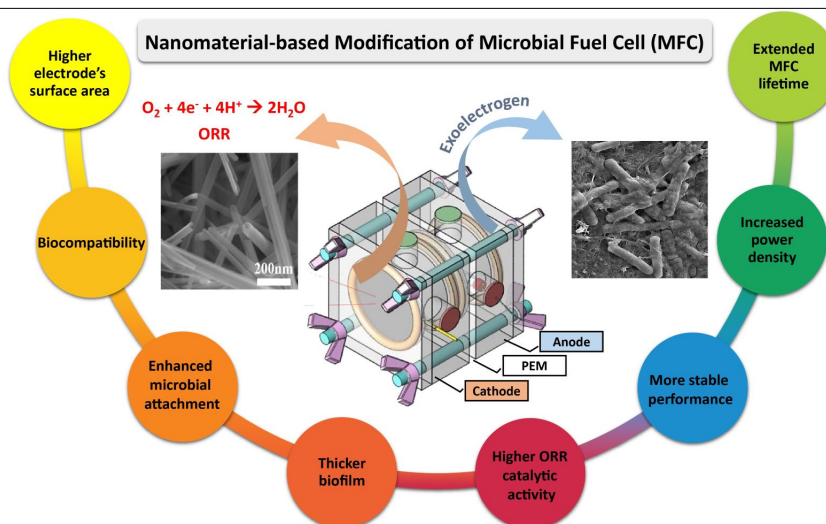 Nanomaterial-based Modification of Microbial Fuel Cell (MFC)
Higher
electrode's
surface area
O₂ + 4e⁻ + 4H⁺ → 2H₂O
ORR
200nm
Exoelectrogen
Extended
MFC
lifetime
Biocompatibility
Increased
power
density
Enhanced
microbial
attachment
Anode
PEM
Cathode
More stable
performance
Thicker
biofilm
Higher ORR
catalytic
activity